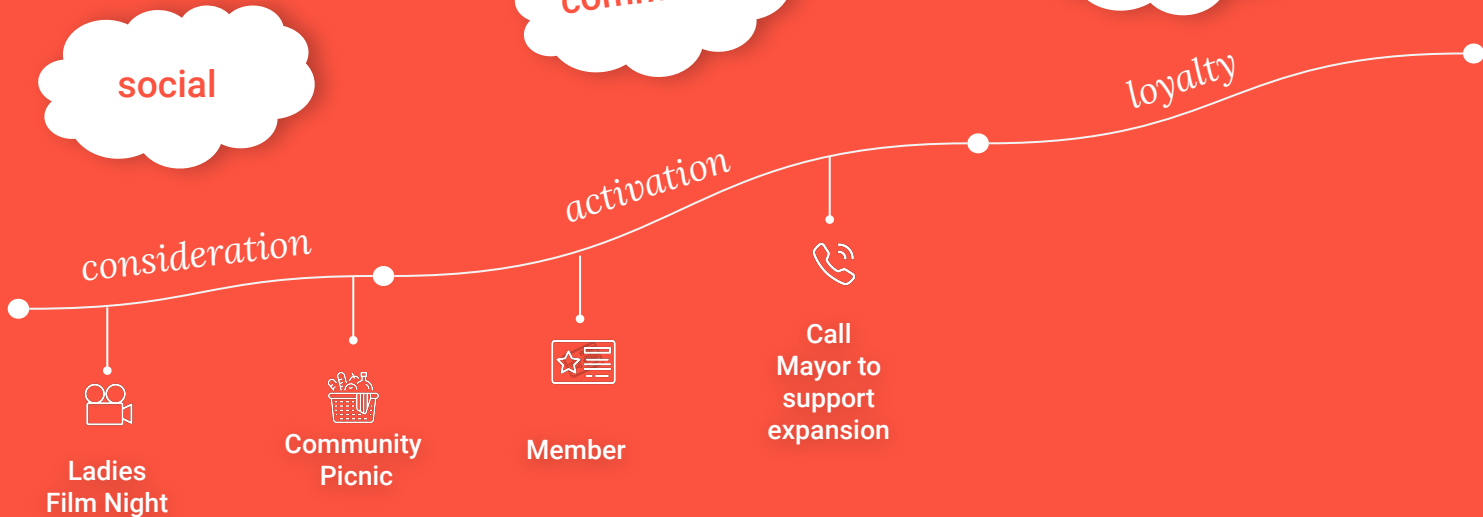 social
consideration
activation
loyalty
Ladies
Film Night
Community
Picnic
Member
Call
Mayor to
support
expansion